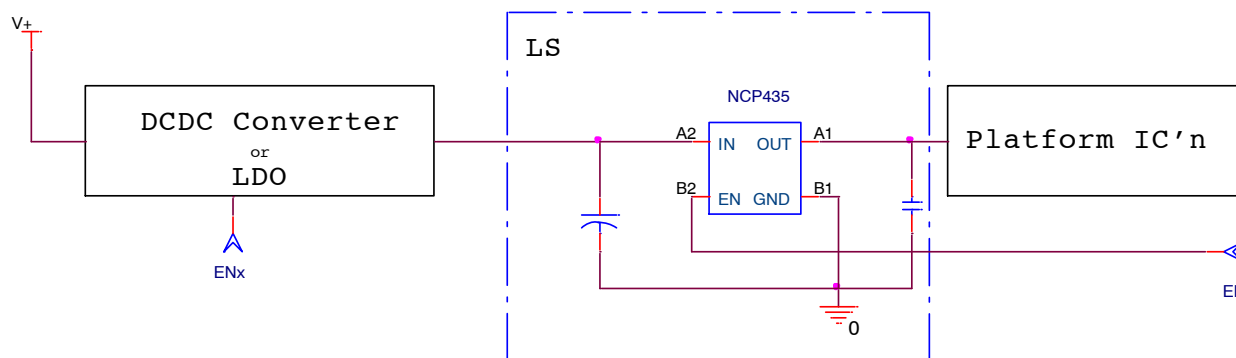 V+
LS
NCP435
DCDC Converter
or
LDO
A2
IN
OUT
A1
Platform IC'n
B2
EN
GND
B1
ENx
0